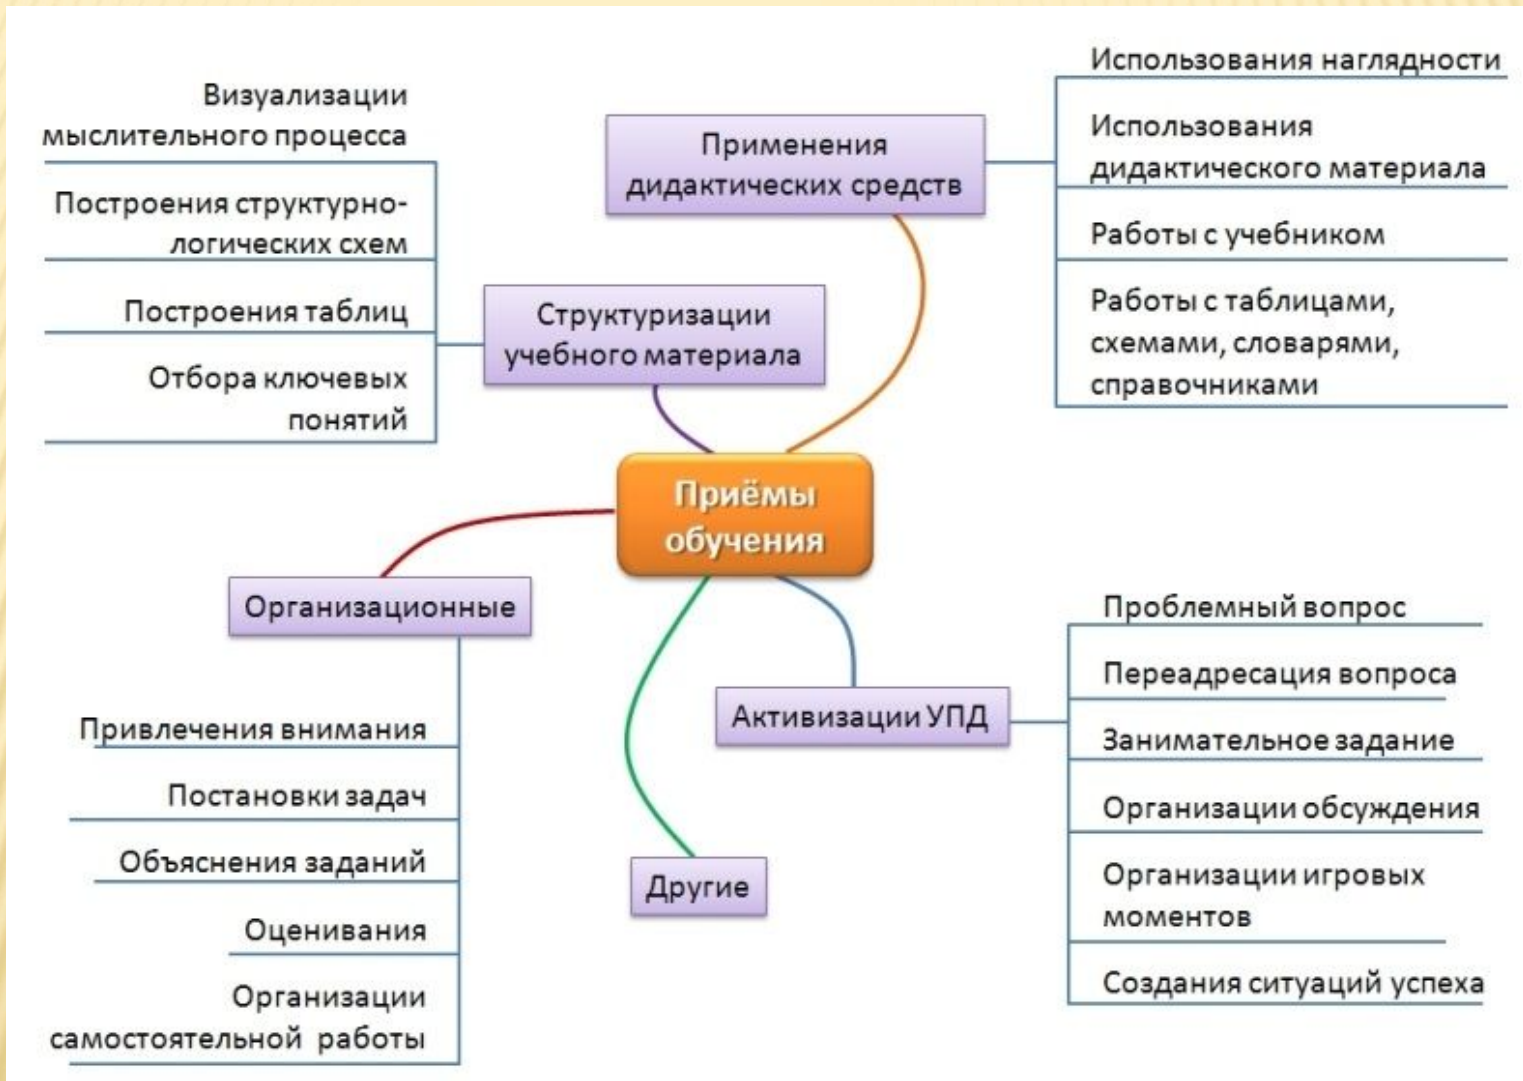 Визуализации
мыслительного процесса
Построения структурно-
логических схем
Построения таблиц
Отбора ключевых
понятий
Структуризации
учебного материала
Применения
дидактических средств
Использования наглядности
Использования
дидактического материала
Работы с учебником
Работы с таблицами,
схемами, словарями,
справочниками
Приёмы
обучения
Организационные
Привлечения внимания
Постановки задач
Объяснения заданий
Оценивания
Организации
самостоятельной работы
Другие
Активизации УПД
Проблемный вопрос
Переадресация вопроса
Занимательное задание
Организации обсуждения
Организации игровых
моментов
Создания ситуаций успеха